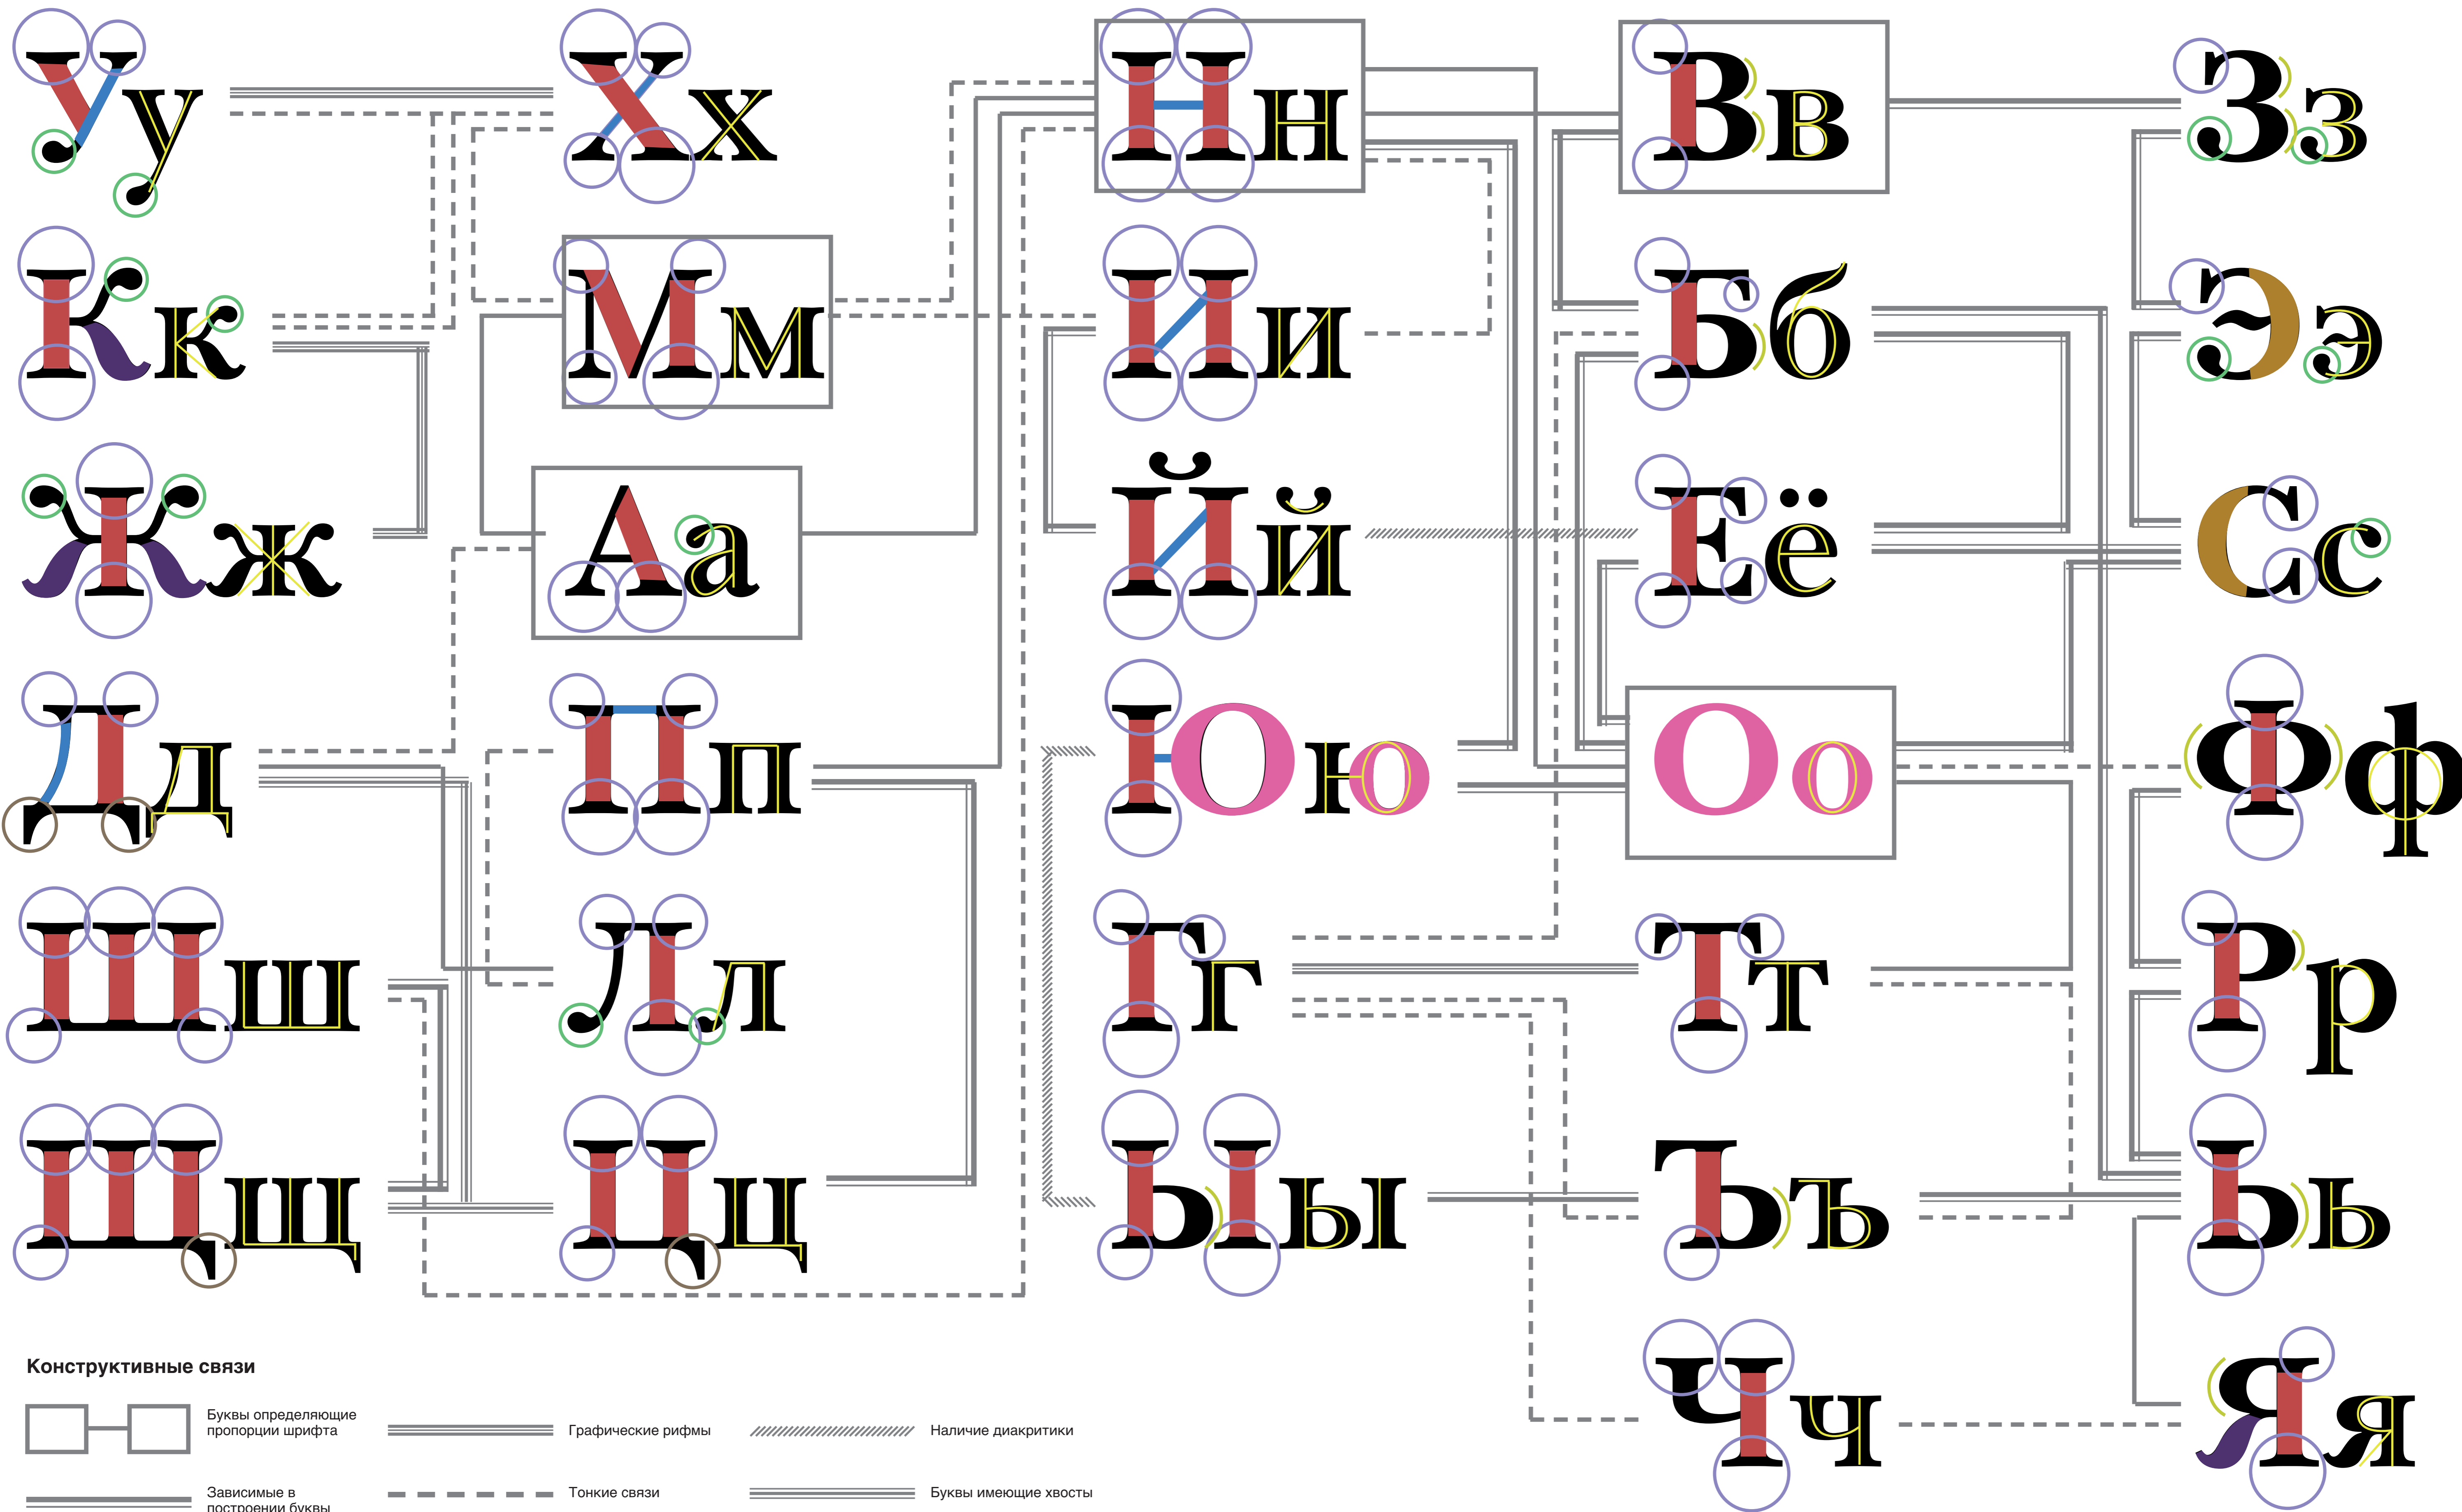 Уу Хх Нн Вв Зз
Кк Мм Ии Бб Ээ
Жж Аа Йй Её Сс
Дд Пп Юю Оо Фф
Шш Лл Гг Тт Рр
Щщ Цц Ыы Ъъ Ьь
Чч Яя
Конструктивные связи
Буквы определяющие
пропорции шрифта
Графические рифмы
Наличие диакритики
Зависимые в
построении буквы
Тонкие связи
Буквы имеющие хвосты